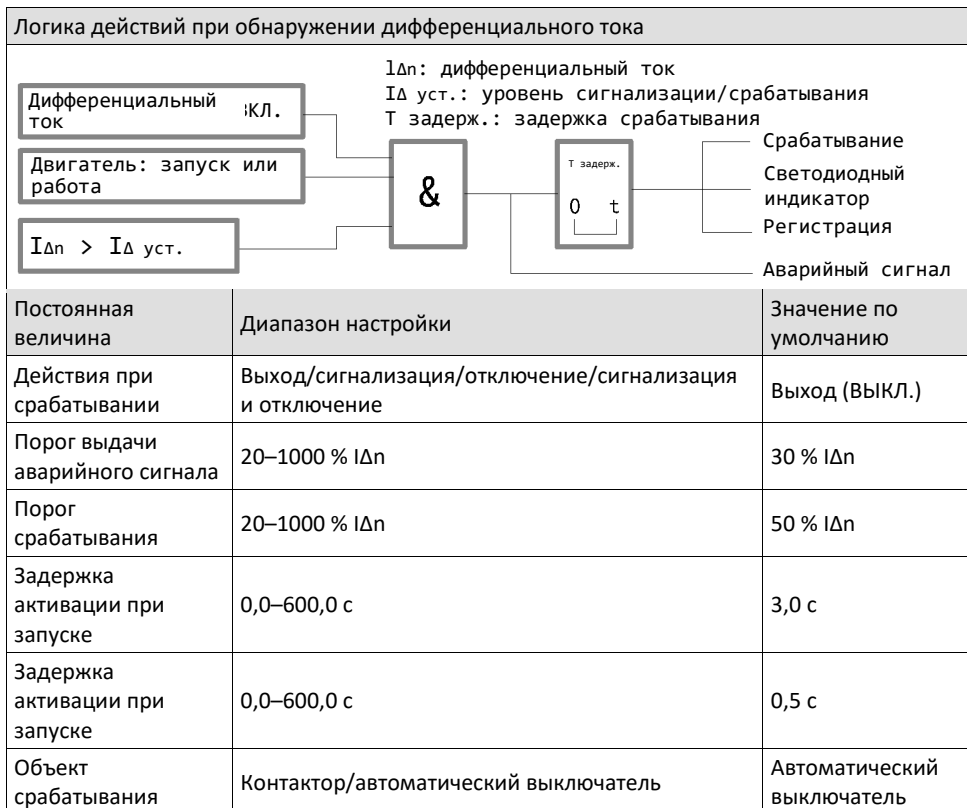 Логика действий при обнаружении дифференциального тока
lΔn: дифференциальный ток
IΔ уст.: уровень сигнализации/срабатывания
T задерж.: задержка срабатывания
Дифференциальный
ток
КЛ.
Двигатель: запуск или
работа
IΔn > IΔ уст.
&
T задерж.
0 t
Срабатывание
Светодиодный
индикатор
Регистрация
Аварийный сигнал
Постоянная
величина
Диапазон настройки
Значение по
умолчанию
Действия при
срабатывании
Выход/сигнализация/отключение/сигнализация
и отключение
Выход (ВЫКЛ.)
Порог выдачи
аварийного сигнала
20–1000 % IΔn
30 % IΔn
Порог
срабатывания
20–1000 % IΔn
50 % IΔn
Задержка
активации при
запуске
0,0–600,0 с
3,0 с
Задержка
активации при
запуске
0,0–600,0 с
0,5 с
Объект
срабатывания
Контактор/автоматический выключатель
Автоматический
выключатель